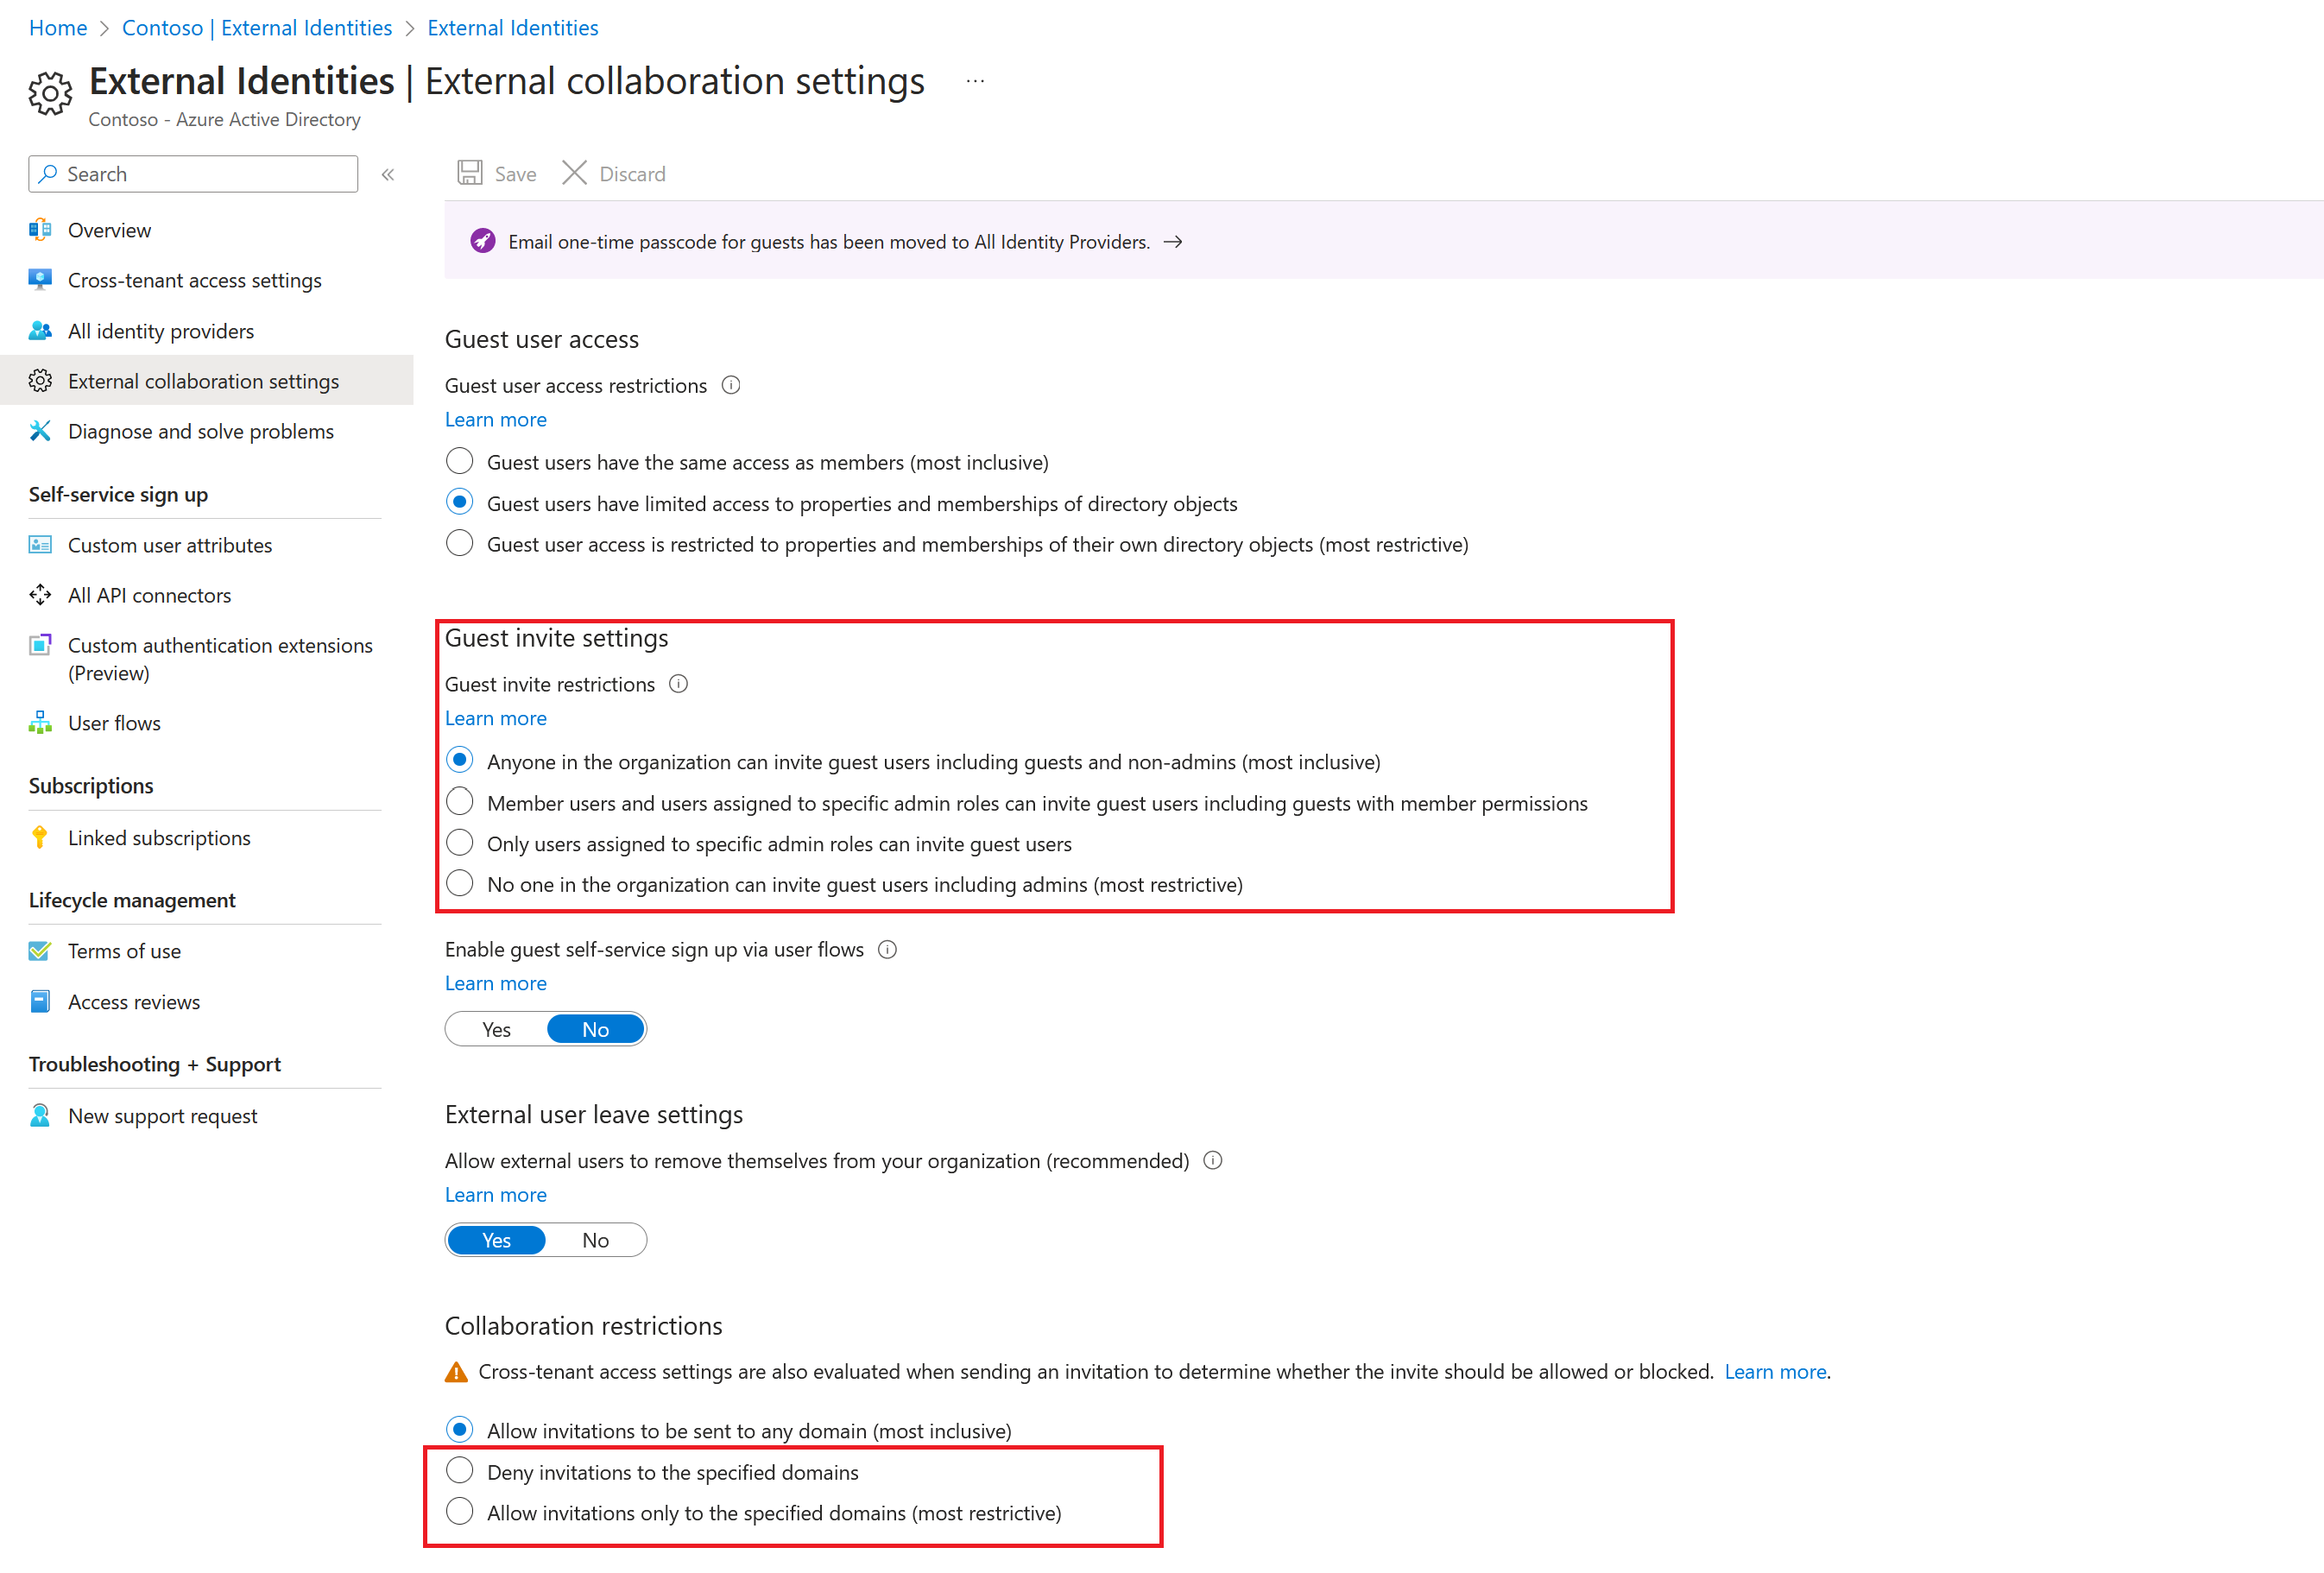 Home > Contoso | External Identities > External Identities
External Identities | External collaboration settings ...
Contoso - Azure Active Directory
Search «
Overview
Cross-tenant access settings
All identity providers
External collaboration settings
Diagnose and solve problems
Self-service sign up
Custom user attributes
All API connectors
Custom authentication extensions
(Preview)
User flows
Subscriptions
Linked subscriptions
Lifecycle management
Terms of use
Access reviews
Troubleshooting + Support
New support request
Save Discard
Email one-time passcode for guests has been moved to All Identity Providers. →
Guest user access
Guest user access restrictions
Learn more
Guest users have the same access as members (most inclusive)
Guest users have limited access to properties and memberships of directory objects
Guest user access is restricted to properties and memberships of their own directory objects (most restrictive)
Guest invite settings
Guest invite restrictions
Learn more
Anyone in the organization can invite guest users including guests and non-admins (most inclusive)
Member users and users assigned to specific admin roles can invite guest users including guests with member permissions
Only users assigned to specific admin roles can invite guest users
No one in the organization can invite guest users including admins (most restrictive)
Enable guest self-service sign up via user flows
Learn more
Yes No
External user leave settings
Allow external users to remove themselves from your organization (recommended)
Learn more
Yes No
Collaboration restrictions
Cross-tenant access settings are also evaluated when sending an invitation to determine whether the invite should be allowed or blocked. Learn more.
Allow invitations to be sent to any domain (most inclusive)
Deny invitations to the specified domains
Allow invitations only to the specified domains (most restrictive)